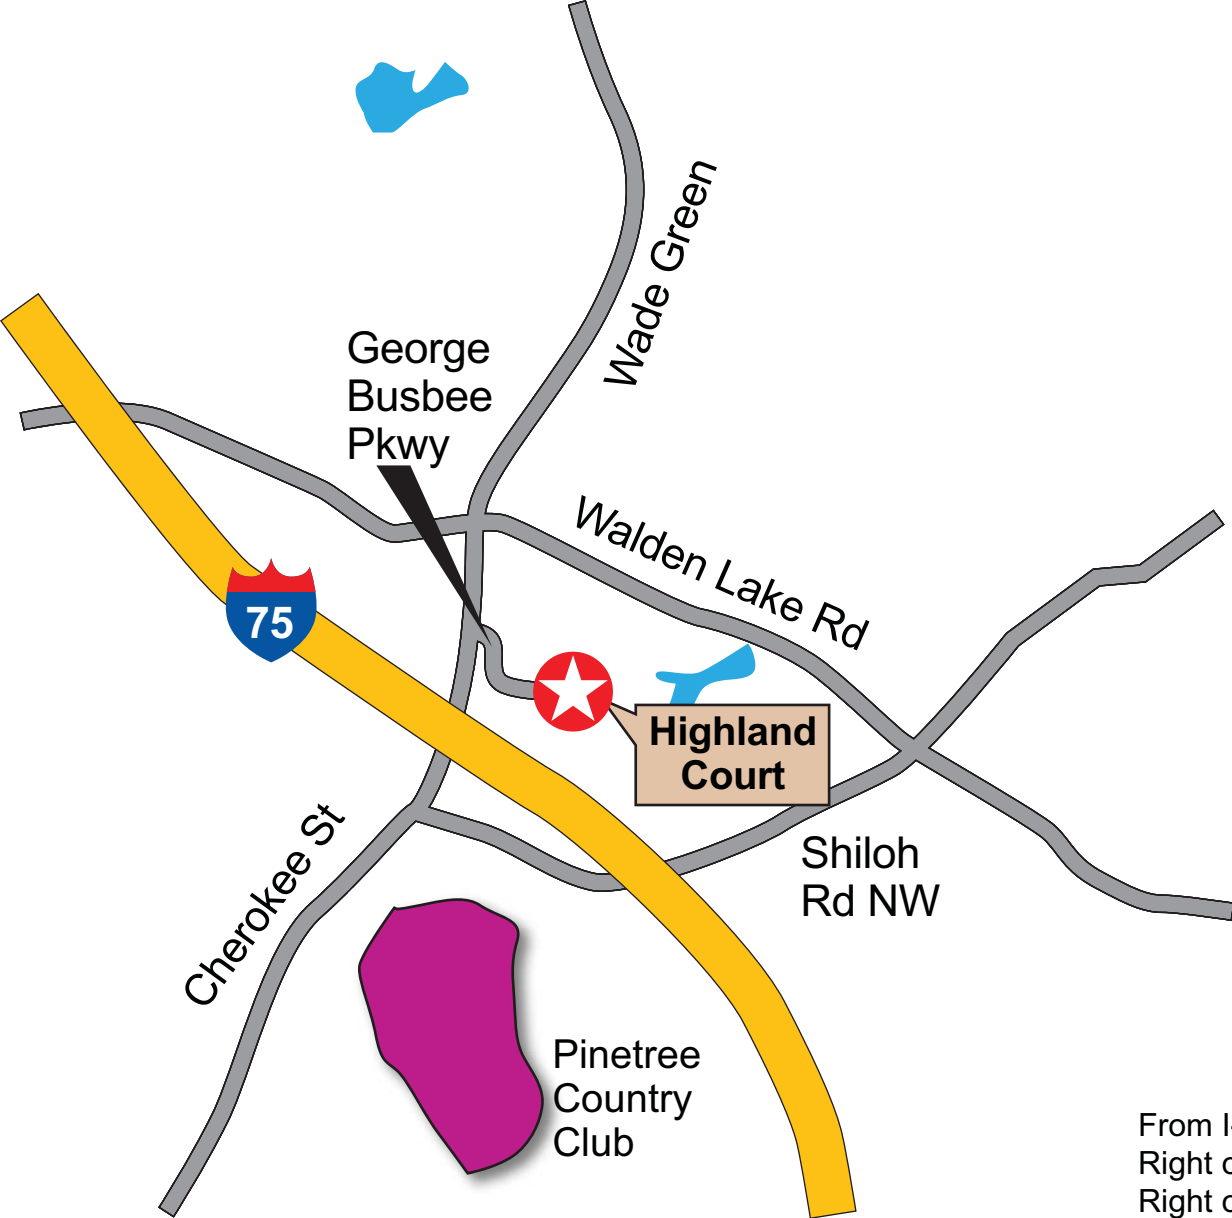 Wade Green
George
Busbee
Pkwy
Walden Lake Rd
75
Highland
Court
Shiloh
Rd NW
Cherokee St
Pinetree
Country
Club
From
Right
Right